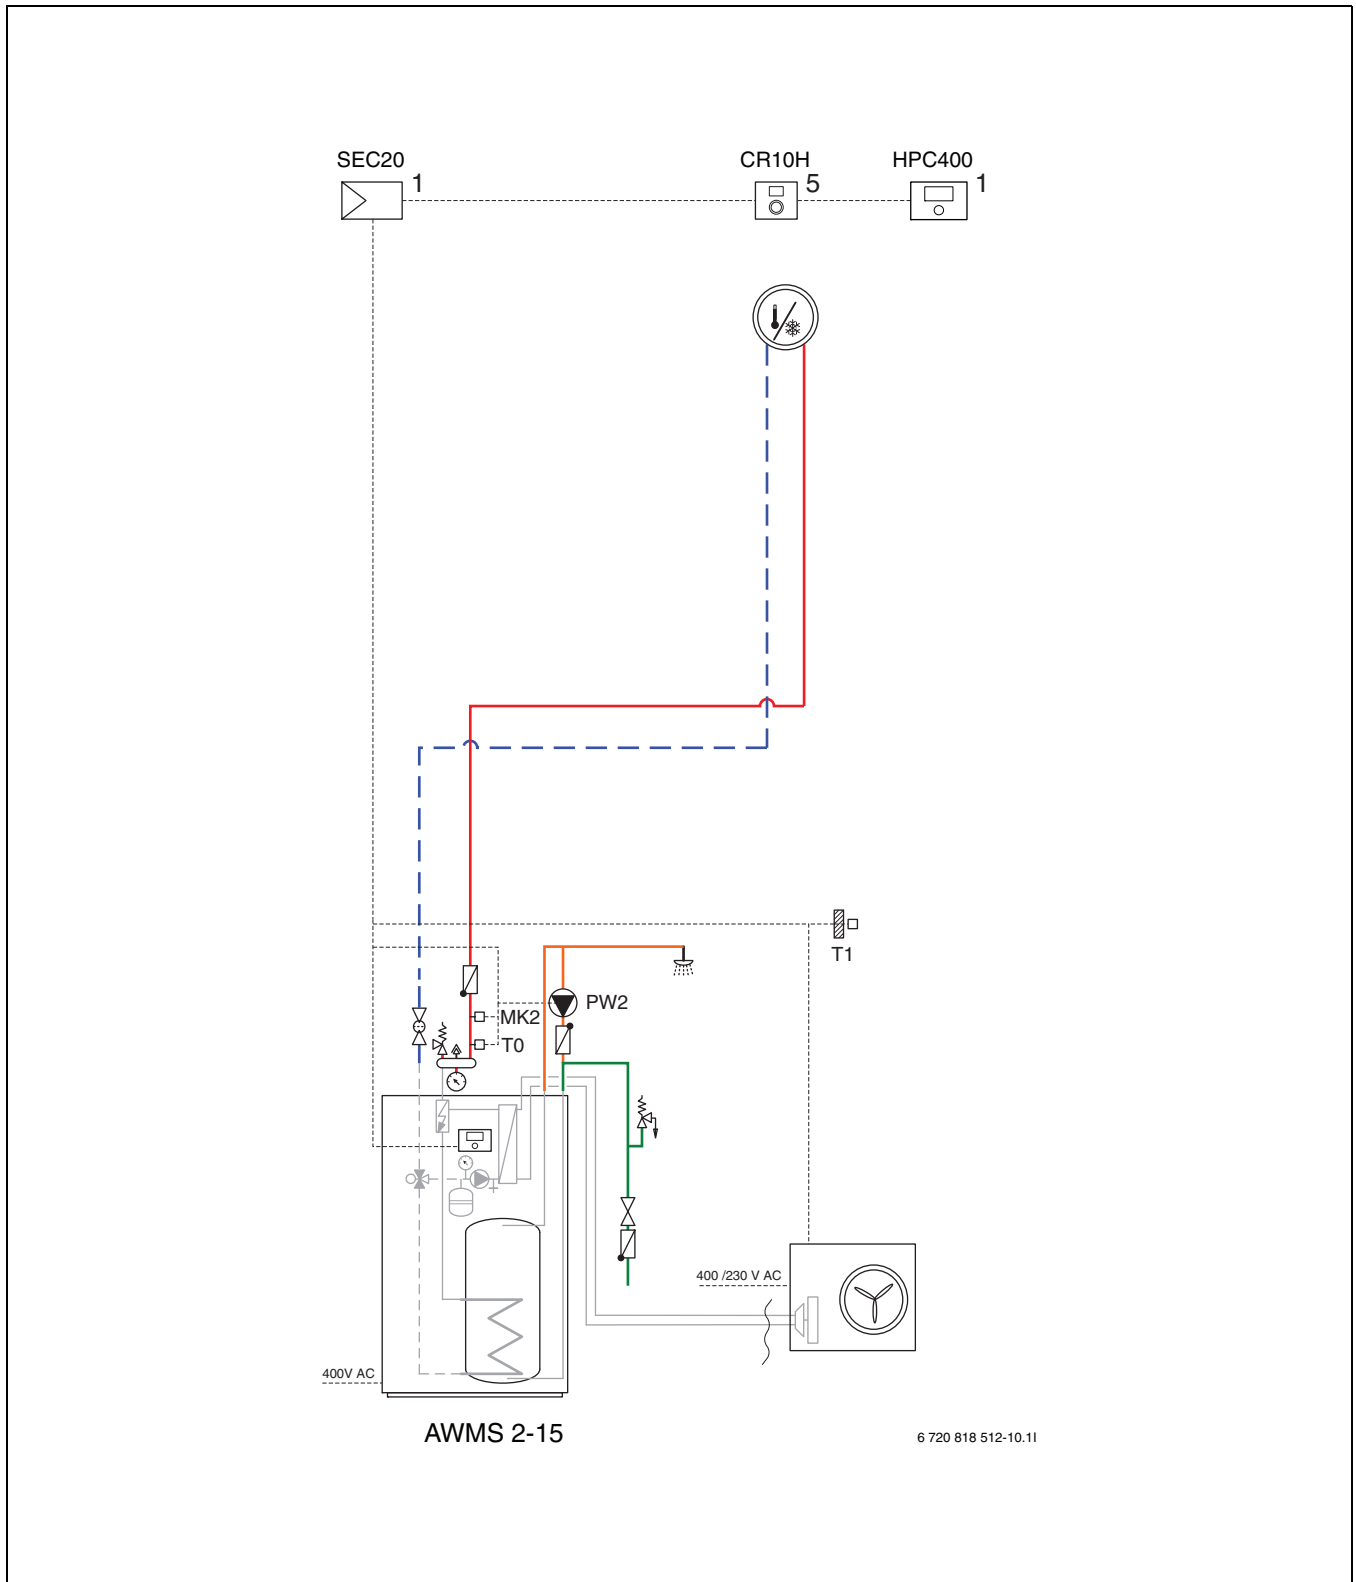 SEC20
1
CR10H
5
HPC400
1
T1
PW2
MK2
T0
400 /230 V AC
400V AC
AWMS 2-15
6 720 818 512-10.1I